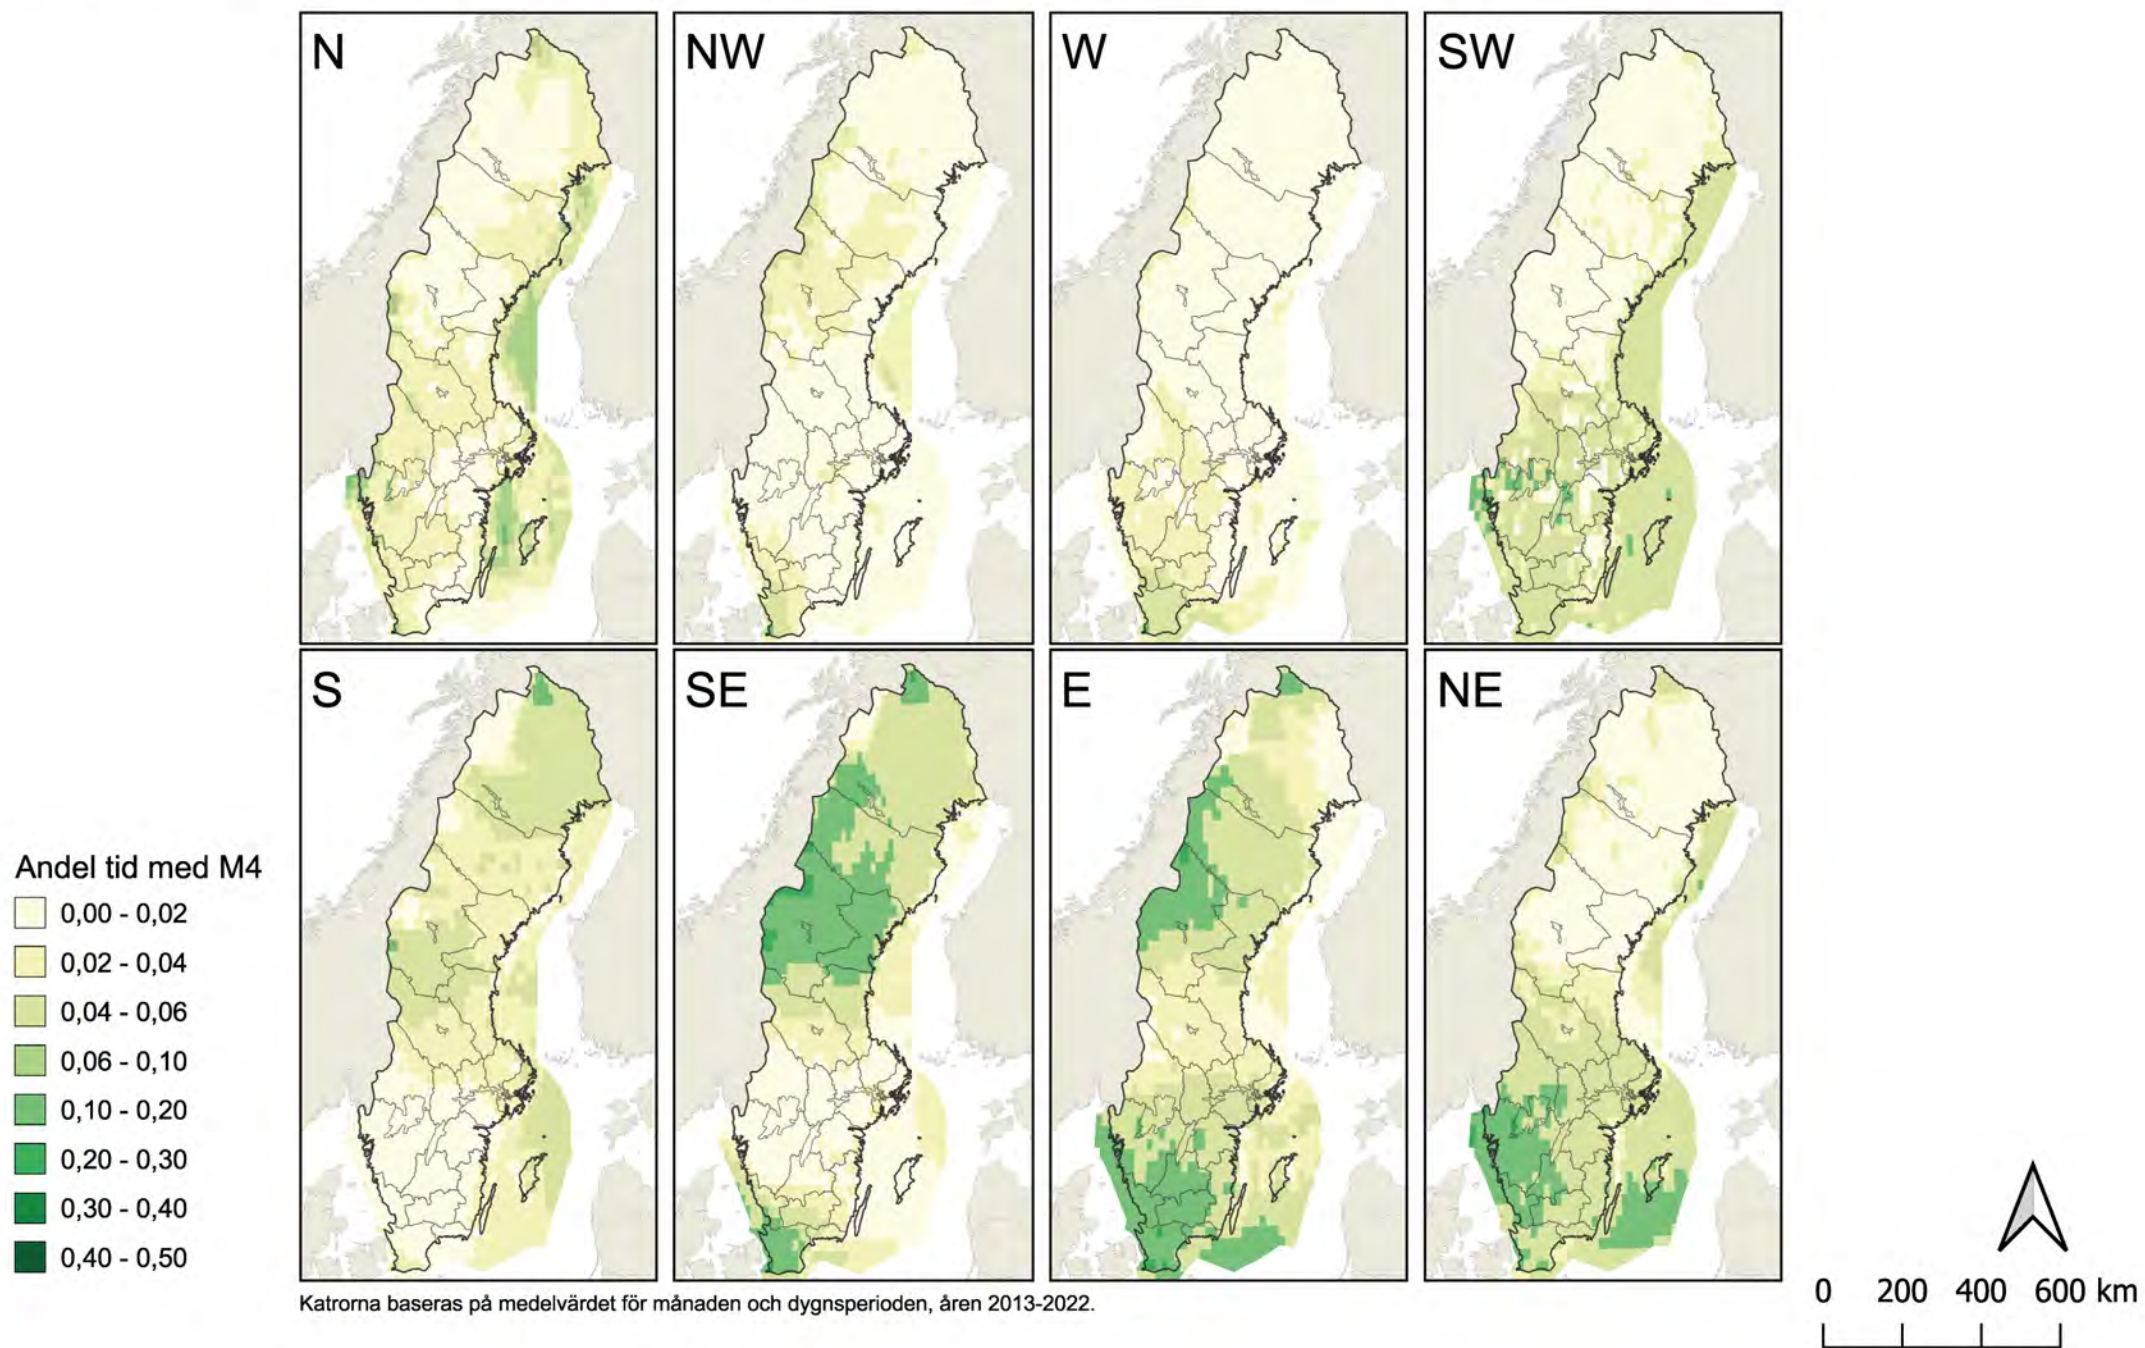 N
NW
W
SW
S
SE
E
NE
Andel tid med M4
0,00 - 0,02
0,02 - 0,04
0,04 - 0,06
0,06 - 0,10
0,10 - 0,20
0,20 - 0,30
0,30 - 0,40
0,40 - 0,50
Katrorna baseras på medelvärdet för månaden och dygnsperioden, åren 2013-2022.
0 200 400 600 km